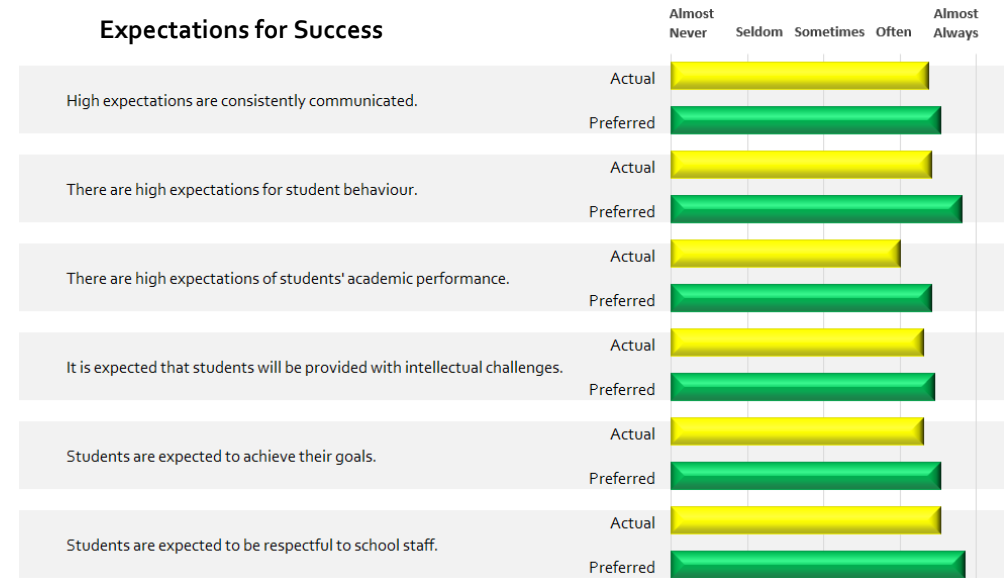 Expectations for Success
Almost Never Seldom Sometimes Often Almost Always
Actual
High expectations are consistently communicated.
Preferred
Actual
There are high expectations for student behaviour.
Preferred
Actual
There are high expectations of students' academic performance.
Preferred
Actual
It is expected that students will be provided with intellectual challenges.
Preferred
Actual
Students are expected to achieve their goals.
Preferred
Actual
Students are expected to be respectful to school staff.
Preferred